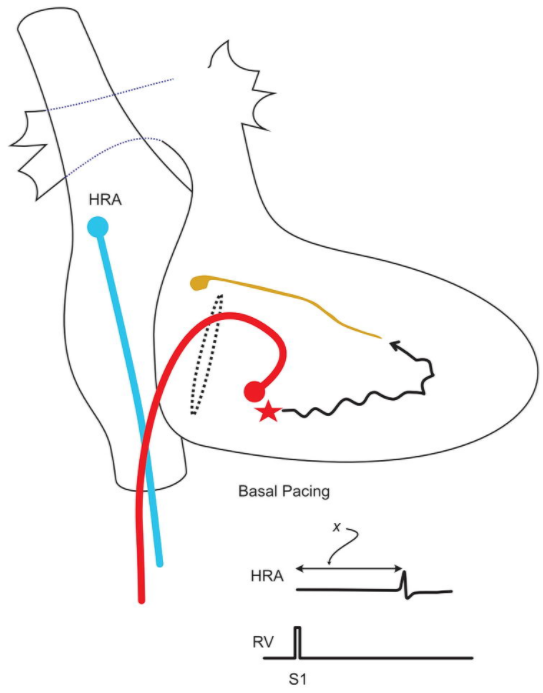 HRA
Basal Pacing
x
HRA
RV
S1